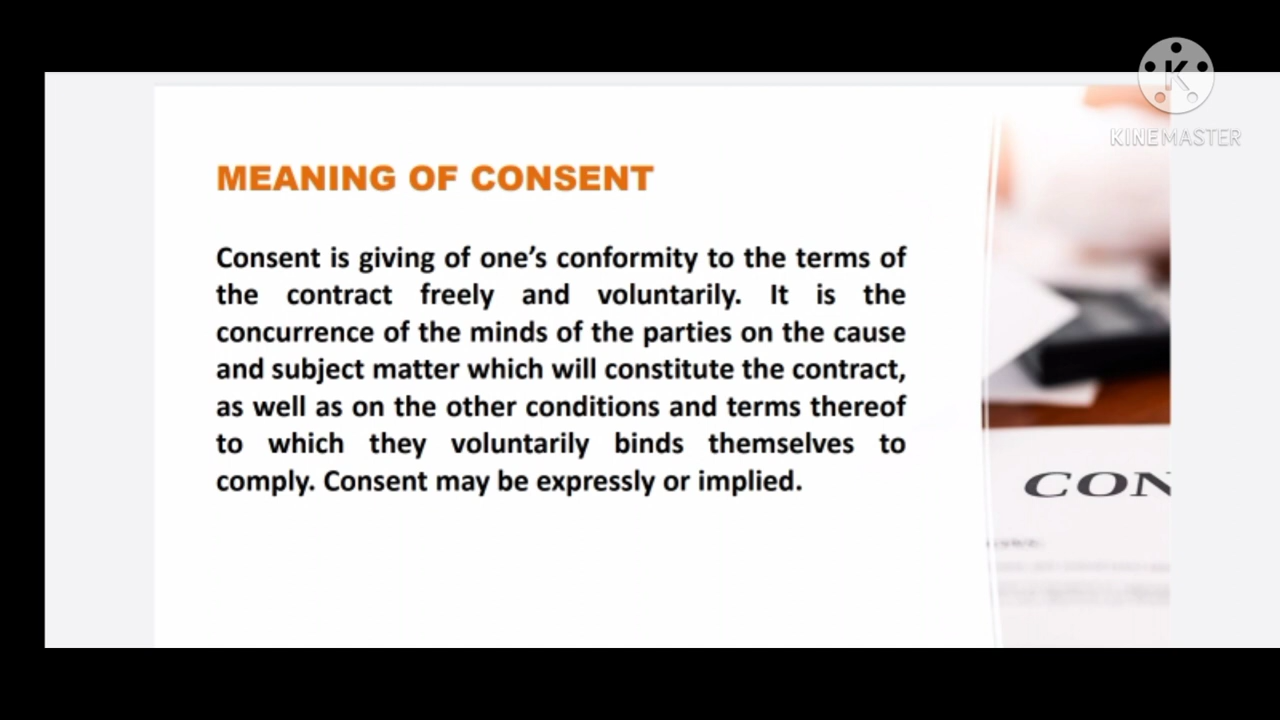 K
KINEMASTER
MEANING OF CONSENT
Consent is giving of one’s conformity to the terms of
the contract freely and voluntarily. It is the
concurrence of the minds of the parties on the cause
and subject matter which will constitute the contract,
as well as on the other conditions and terms thereof
to which they voluntarily binds themselves to
comply. Consent may be expressly or implied.
CON